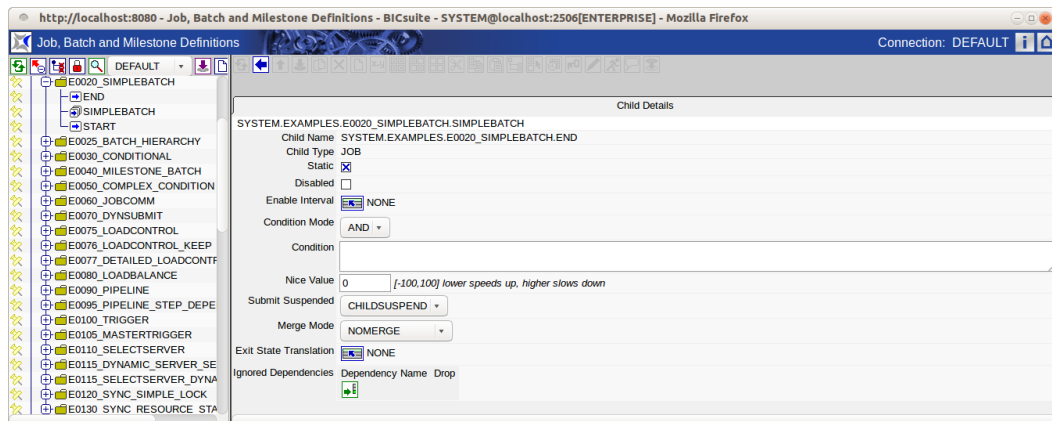 http://localhost:8080 - Job, Batch and Milestone Definitions - BICsuite - SYSTEM@localhost:2506[ENTERPRISE] - Mozilla Firefox
Job, Batch and Milestone Definitions
Connection: DEFAULT
DEFAULT
E0020_SIMPLEBATCH
END
SIMPLEBATCH
START
E0025_BATCH_HIERARCHY
E0030_CONDITIONAL
E0040_MILESTONE_BATCH
E0050_COMPLEX_CONDITION
E0060_JOBCOMM
E0070_DYNSUBMIT
E0075_LOADCONTROL
E0076_LOADCONTROL_KEEP
E0077_DETAILED_LOADCONTF
E0080_LOADBALANCE
E0090_PIPELINE
E0095_PIPELINE_STEP_DEPE
E0100_TRIGGER
E0105_MASTERTRIGGER
E0110_SELECTSERVER
E0115_DYNAMIC_SERVER_SE
E0115_SELECTSERVER_DYNA
E0120_SYNC_SIMPLE_LOCK
E0130_SYNC_RESOURCE_STA
Child Details
SYSTEM.EXAMPLES.E0020_SIMPLEBATCH.SIMPLEBATCH
Child Name SYSTEM.EXAMPLES.E0020_SIMPLEBATCH.END
Child Type JOB
Static
Disabled
Enable Interval NONE
Condition Mode AND
Condition
Nice Value 0 [-100,100] lower speeds up, higher slows down
Submit Suspended CHILDSUSPEND
Merge Mode NOMERGE
Exit State Translation NONE
Ignored Dependencies Dependency Name Drop